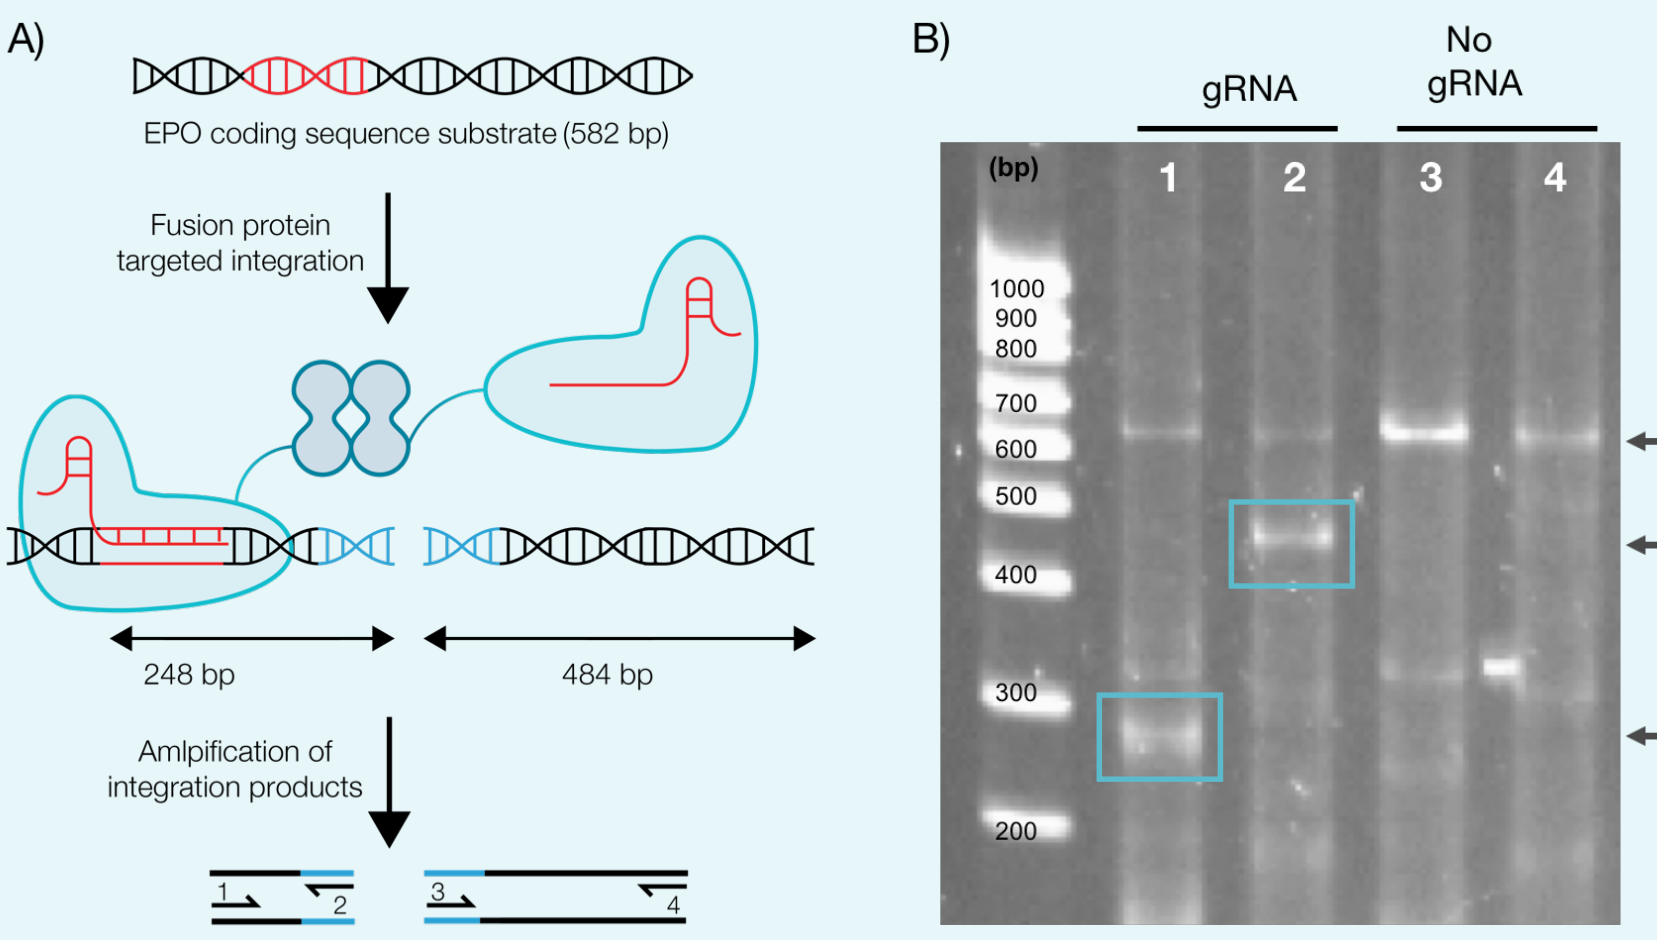 A)
EPO coding sequence substrate (582 bp)
Fusion protein
targeted integration
248 bp
484 bp
Amlpification of
integration products
1
2
3
4
B)
gRNA
No
gRNA
(bp)
1
2
3
4
1000
900
800
700
600
500
400
300
200